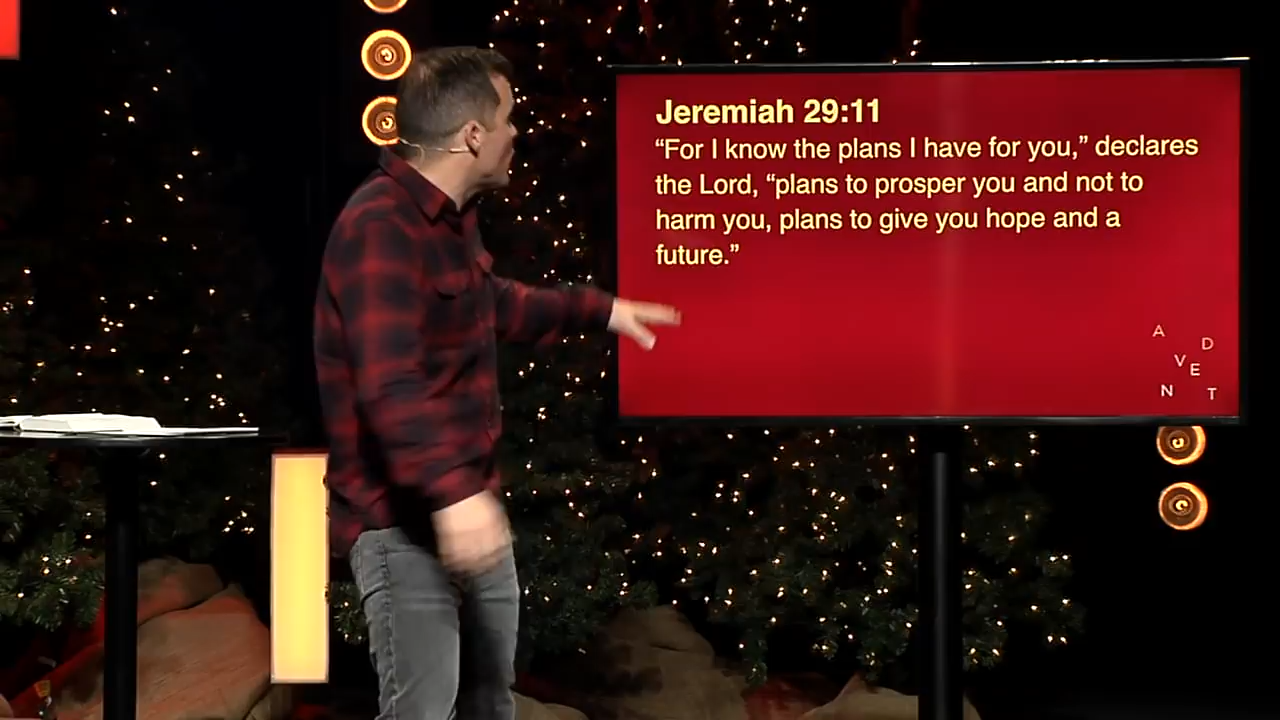 Jeremiah 29:11
“For I know the plans I have for you,” declares
the Lord, “plans to prosper you and not to
harm you, plans to give you hope and a
future.”
A D
V E
N T